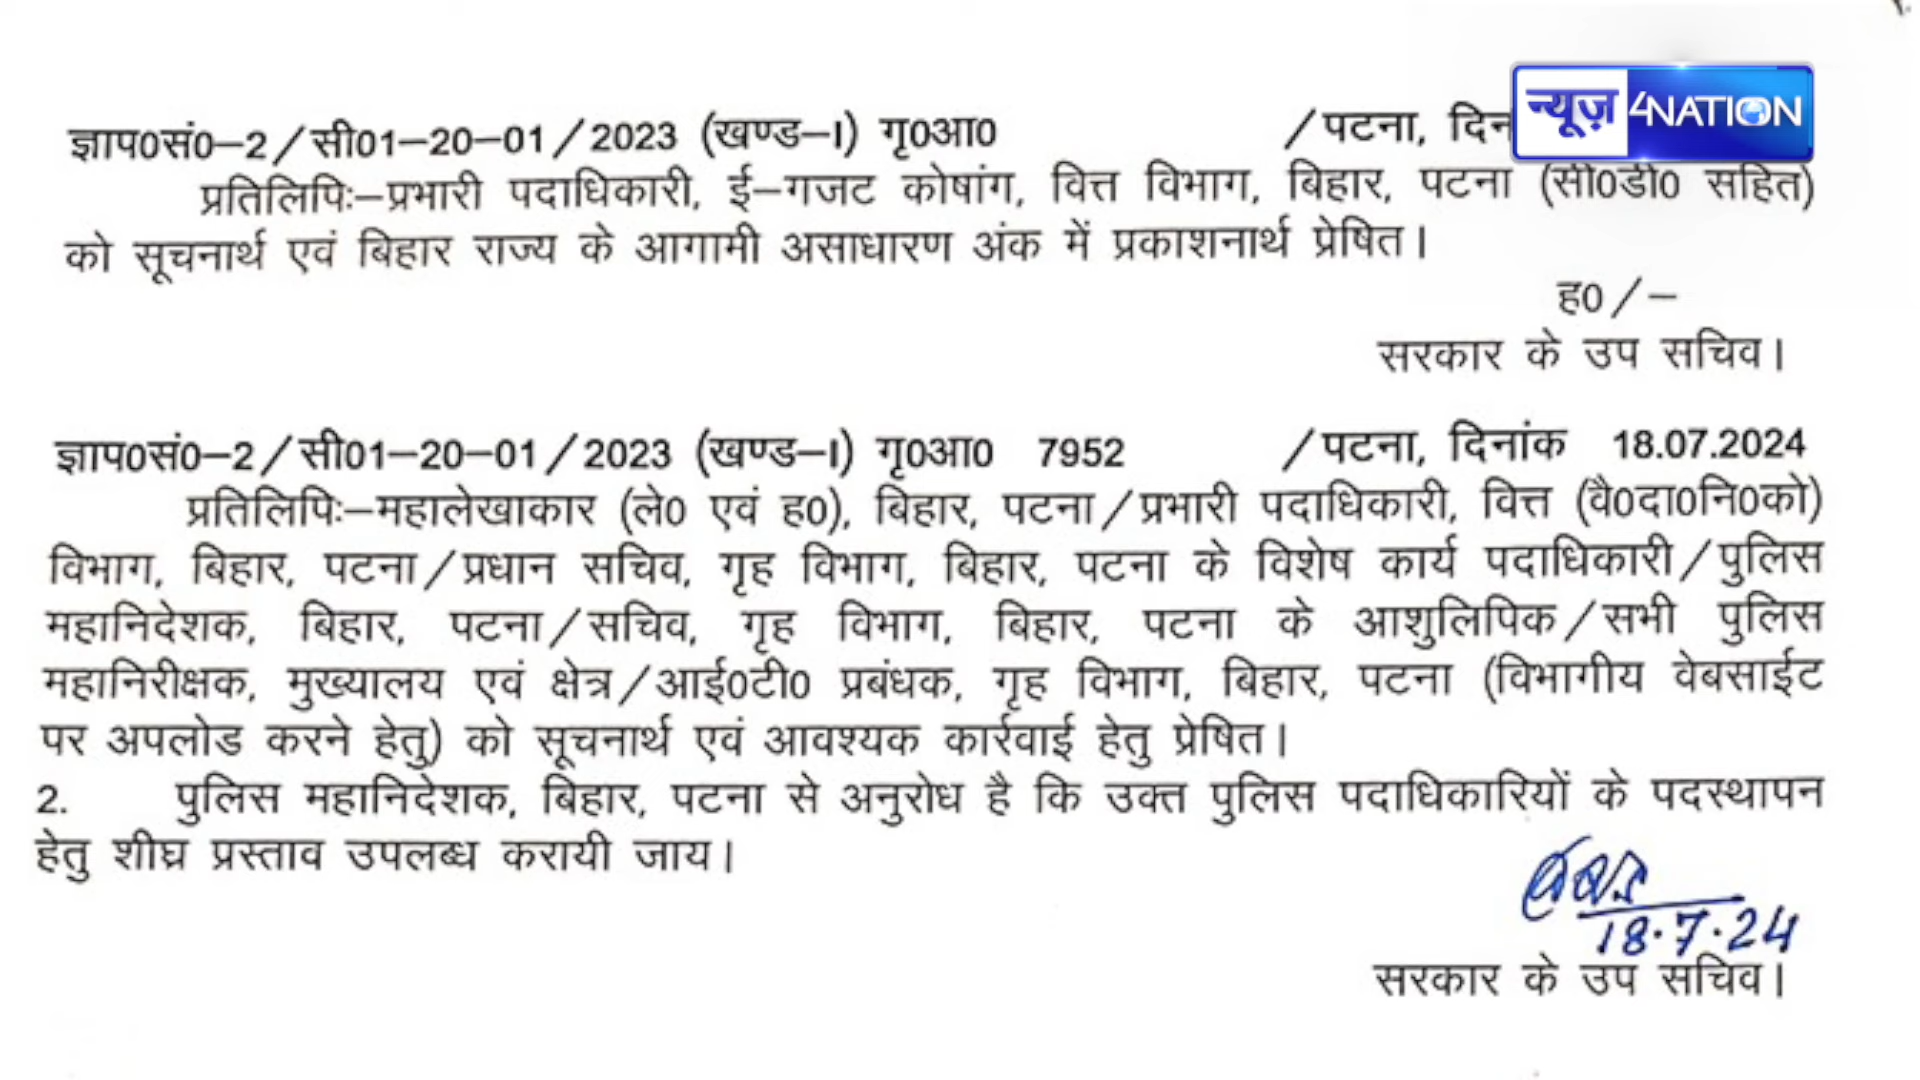 न्यूज़ 4NATION
ज्ञाप0सं0–2/सी01–20–01/2023 (खण्ड–I) गृ0आ0 /पटना,
प्रतिलिपिः–प्रभारी पदाधिकारी, ई–गजट कोषांग, वित्त विभाग, बिहार, पटना (सी0डी0 सहित)
को सूचनार्थ एवं बिहार राज्य के आगामी असाधारण अंक में प्रकाशनार्थ प्रेषित।
ह0/–
सरकार के उप सचिव।
ज्ञाप0सं0–2/सी01–20–01/2023 (खण्ड–I) गृ0आ0 7952 /पटना, दिनांक 18.07.2024
प्रतिलिपिः–महालेखाकार (ले0 एवं ह0), बिहार, पटना/प्रभारी पदाधिकारी, वित्त (वै0दा0नि0को)
विभाग, बिहार, पटना/प्रधान सचिव, गृह विभाग, बिहार, पटना के विशेष कार्य पदाधिकारी/पुलिस
महानिदेशक, बिहार, पटना/सचिव, गृह विभाग, बिहार, पटना के आशुलिपिक/सभी पुलिस
महानिरीक्षक, मुख्यालय एवं क्षेत्र/आई0टी0 प्रबंधक, गृह विभाग, बिहार, पटना (विभागीय वेबसाईट
पर अपलोड करने हेतु) को सूचनार्थ एवं आवश्यक कार्रवाई हेतु प्रेषित।
2. पुलिस महानिदेशक, बिहार, पटना से अनुरोध है कि उक्त पुलिस पदाधिकारियों के पदस्थापन
हेतु शीघ्र प्रस्ताव उपलब्ध करायी जाय।
18.7.24
सरकार के उप सचिव।